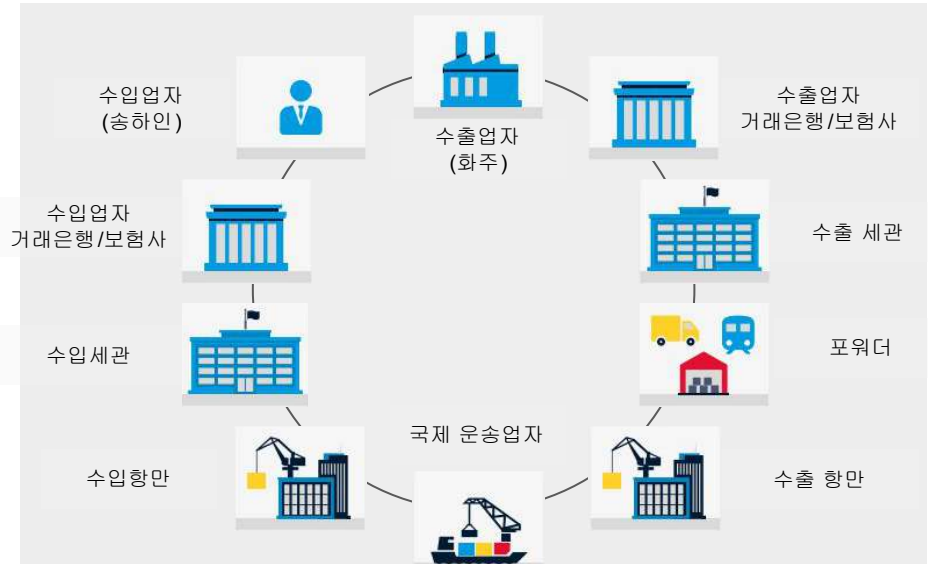 수출업자
(화주)
수출업자
거래은행/보험사
수출 세관
포워더
수출 항만
국제 운송업자
수입항만
수입세관
수입업자
거래은행/보험사
수입업자
(송하인)